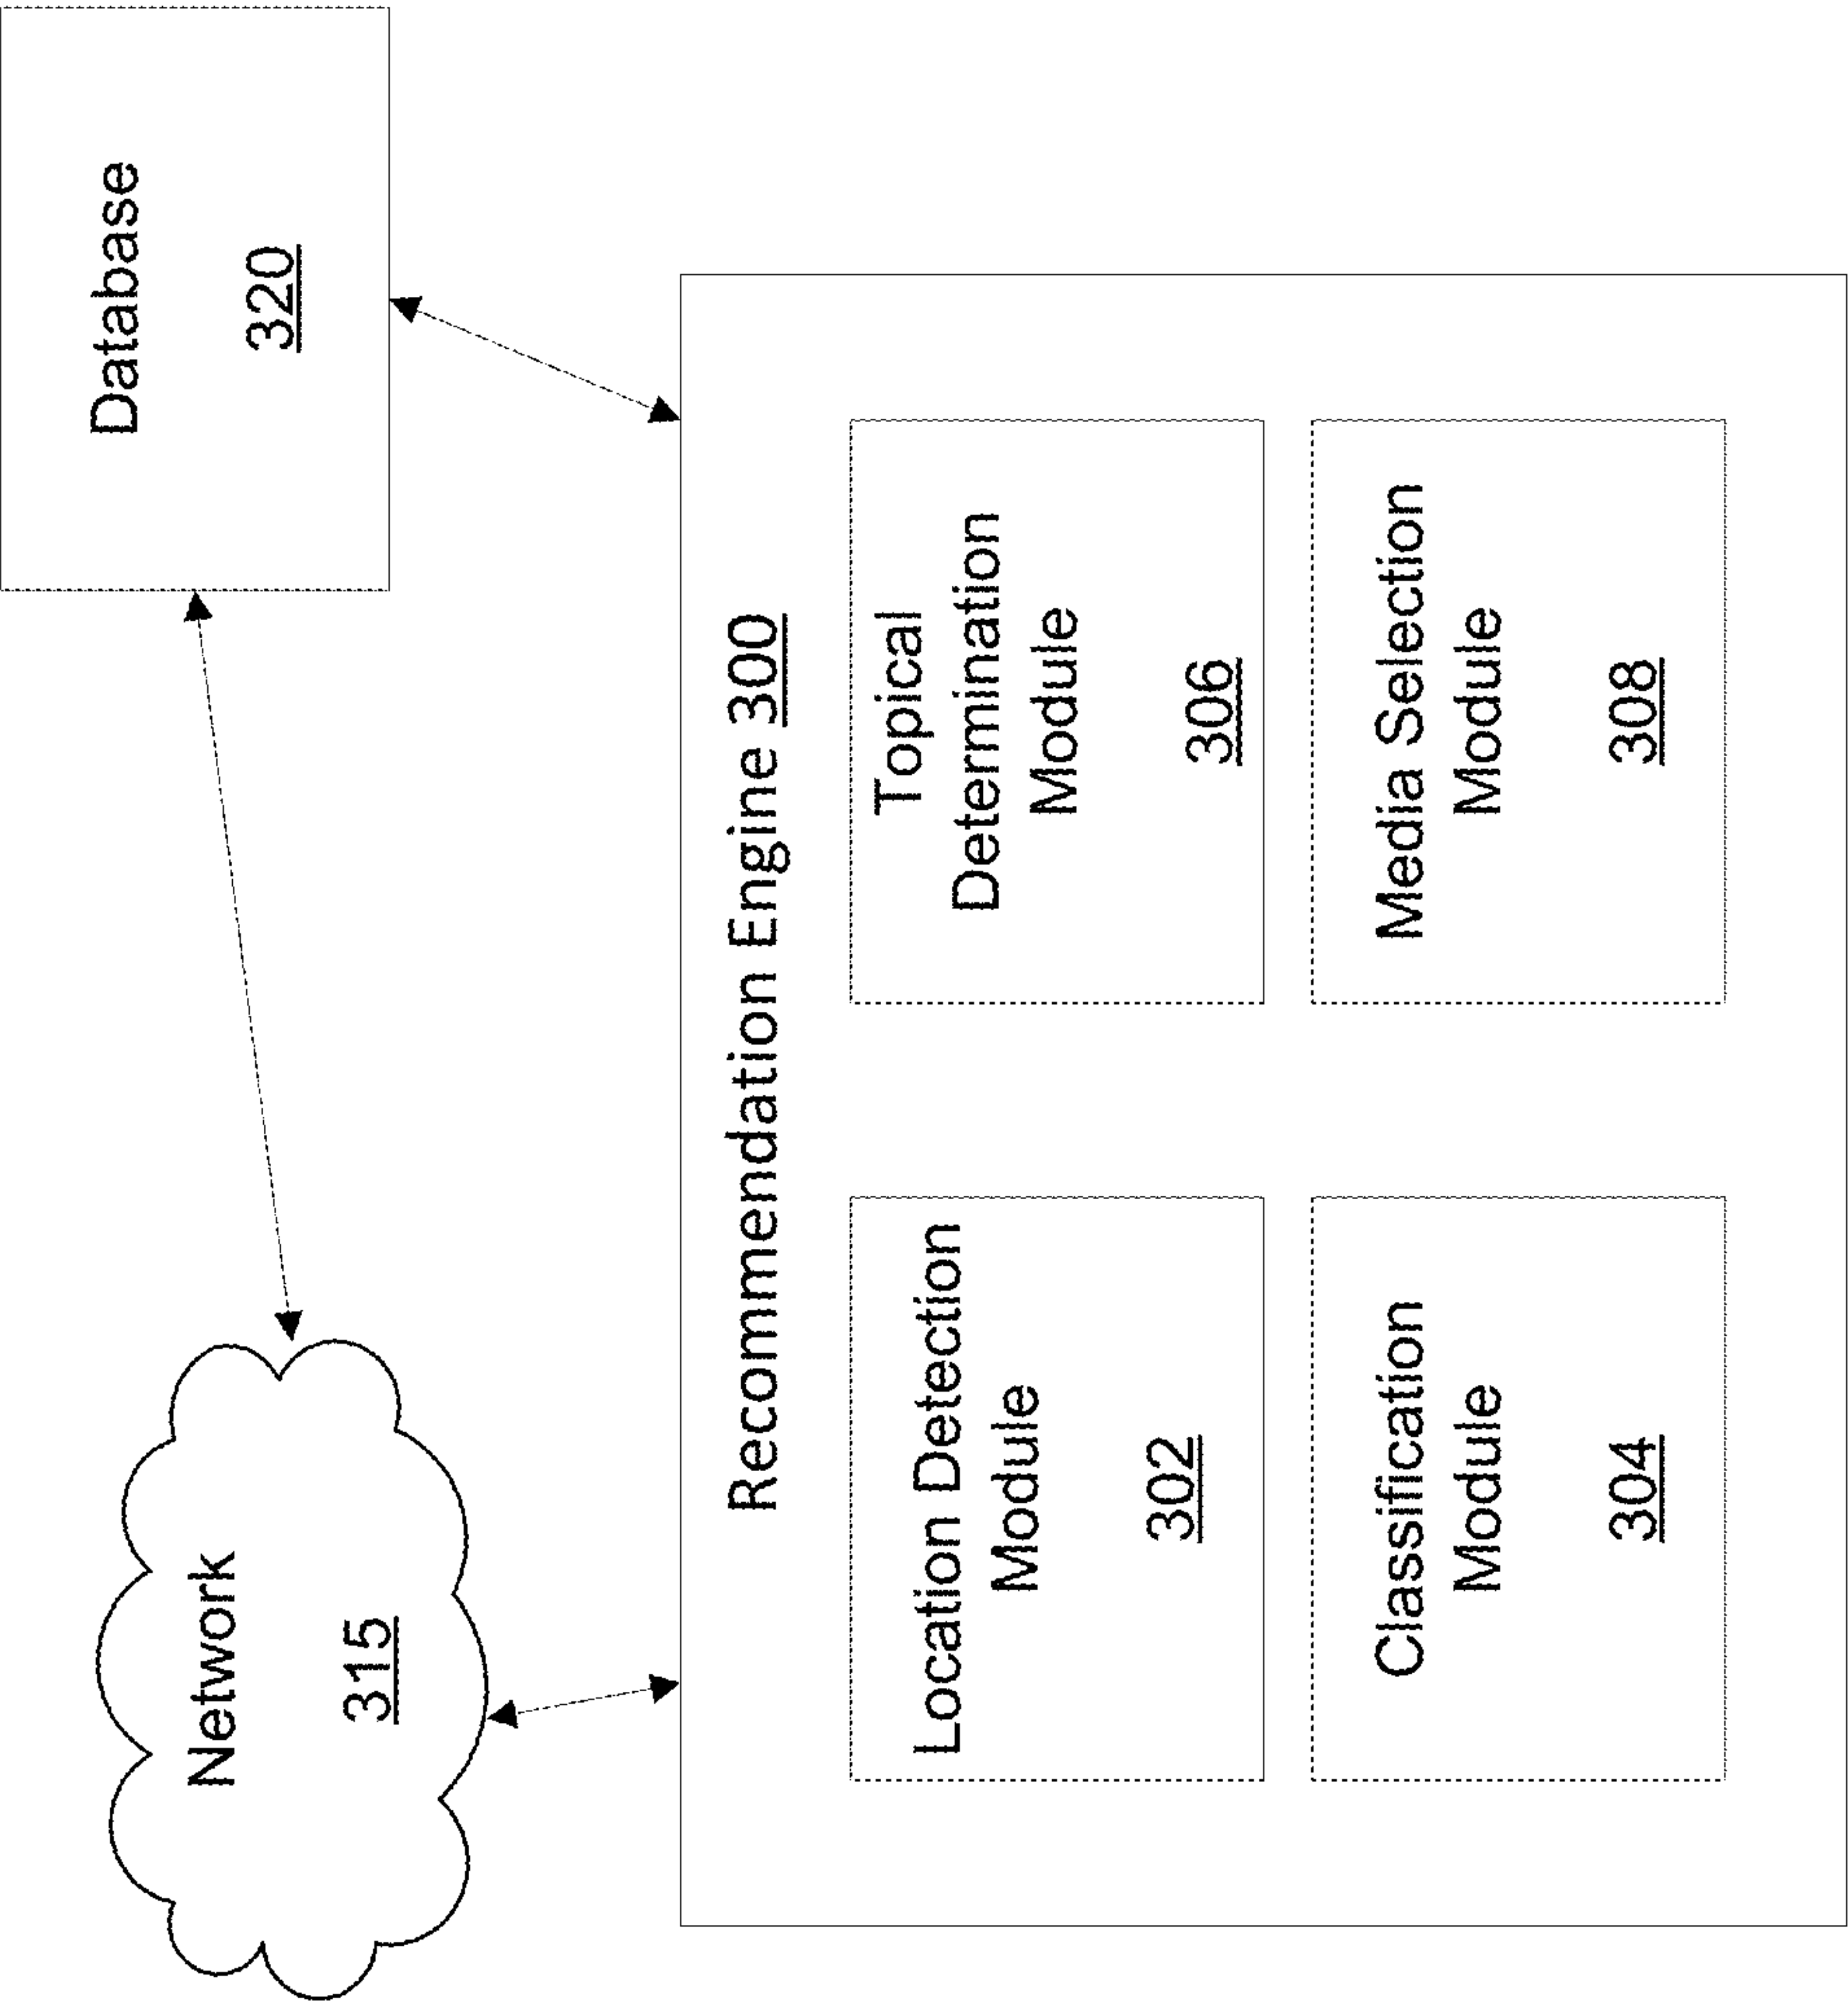 Network
315
Database
320
Recommendation Engine 300
Location Detection
Module
302
Topical
Determination
Module
306
Classification
Module
304
Media Selection
Module
308